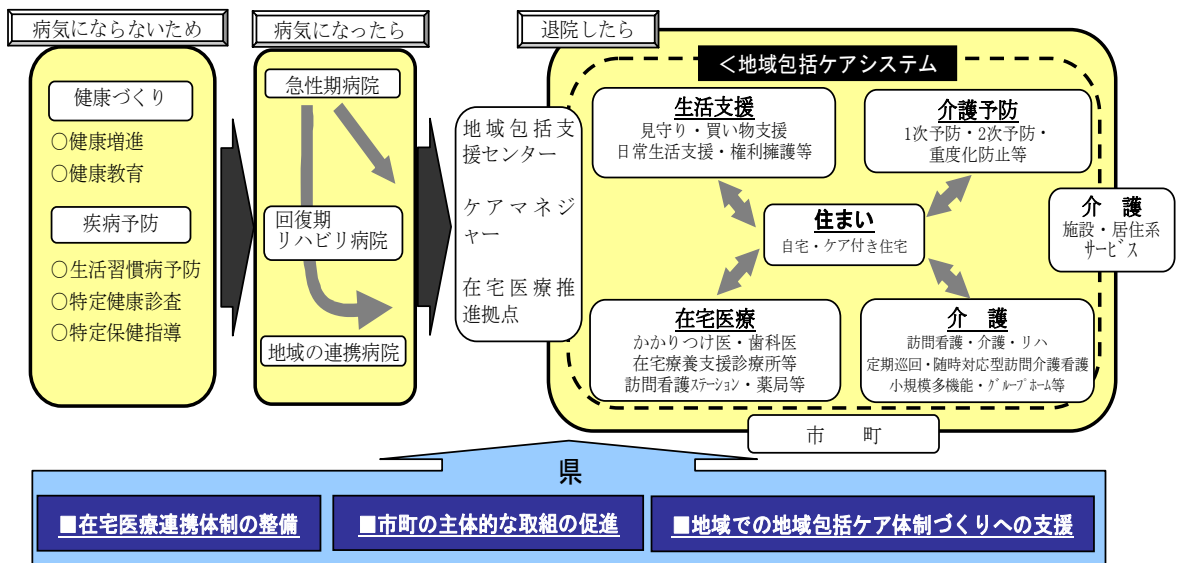 病気にならないため
健康づくり
○健康増進
○健康教育
疾病予防
○生活習慣病予防
○特定健康診査
○特定保健指導
病気になったら
急性期病院
回復期
リハビリ病院
地域の連携病院
退院したら
地域包括支
援センター
ケアマネジ
ャー
在宅医療推
進拠点
<地域包括ケアシステム
生活支援
見守り・買い物支援
日常生活支援・権利擁護等
介護予防
1次予防・2次予防・
重度化防止等
住まい
自宅・ケア付き住宅
介　護
施設・居住系
サービス
在宅医療
かかりつけ医・歯科医
在宅療養支援診療所等
訪問看護ステーション・薬局等
介　護
訪問看護・介護・リハ
定期巡回・随時対応型訪問介護看護
小規模多機能・グループホーム等
市　町
県
■在宅医療連携体制の整備
■市町の主体的な取組の促進
■地域での地域包括ケア体制づくりへの支援